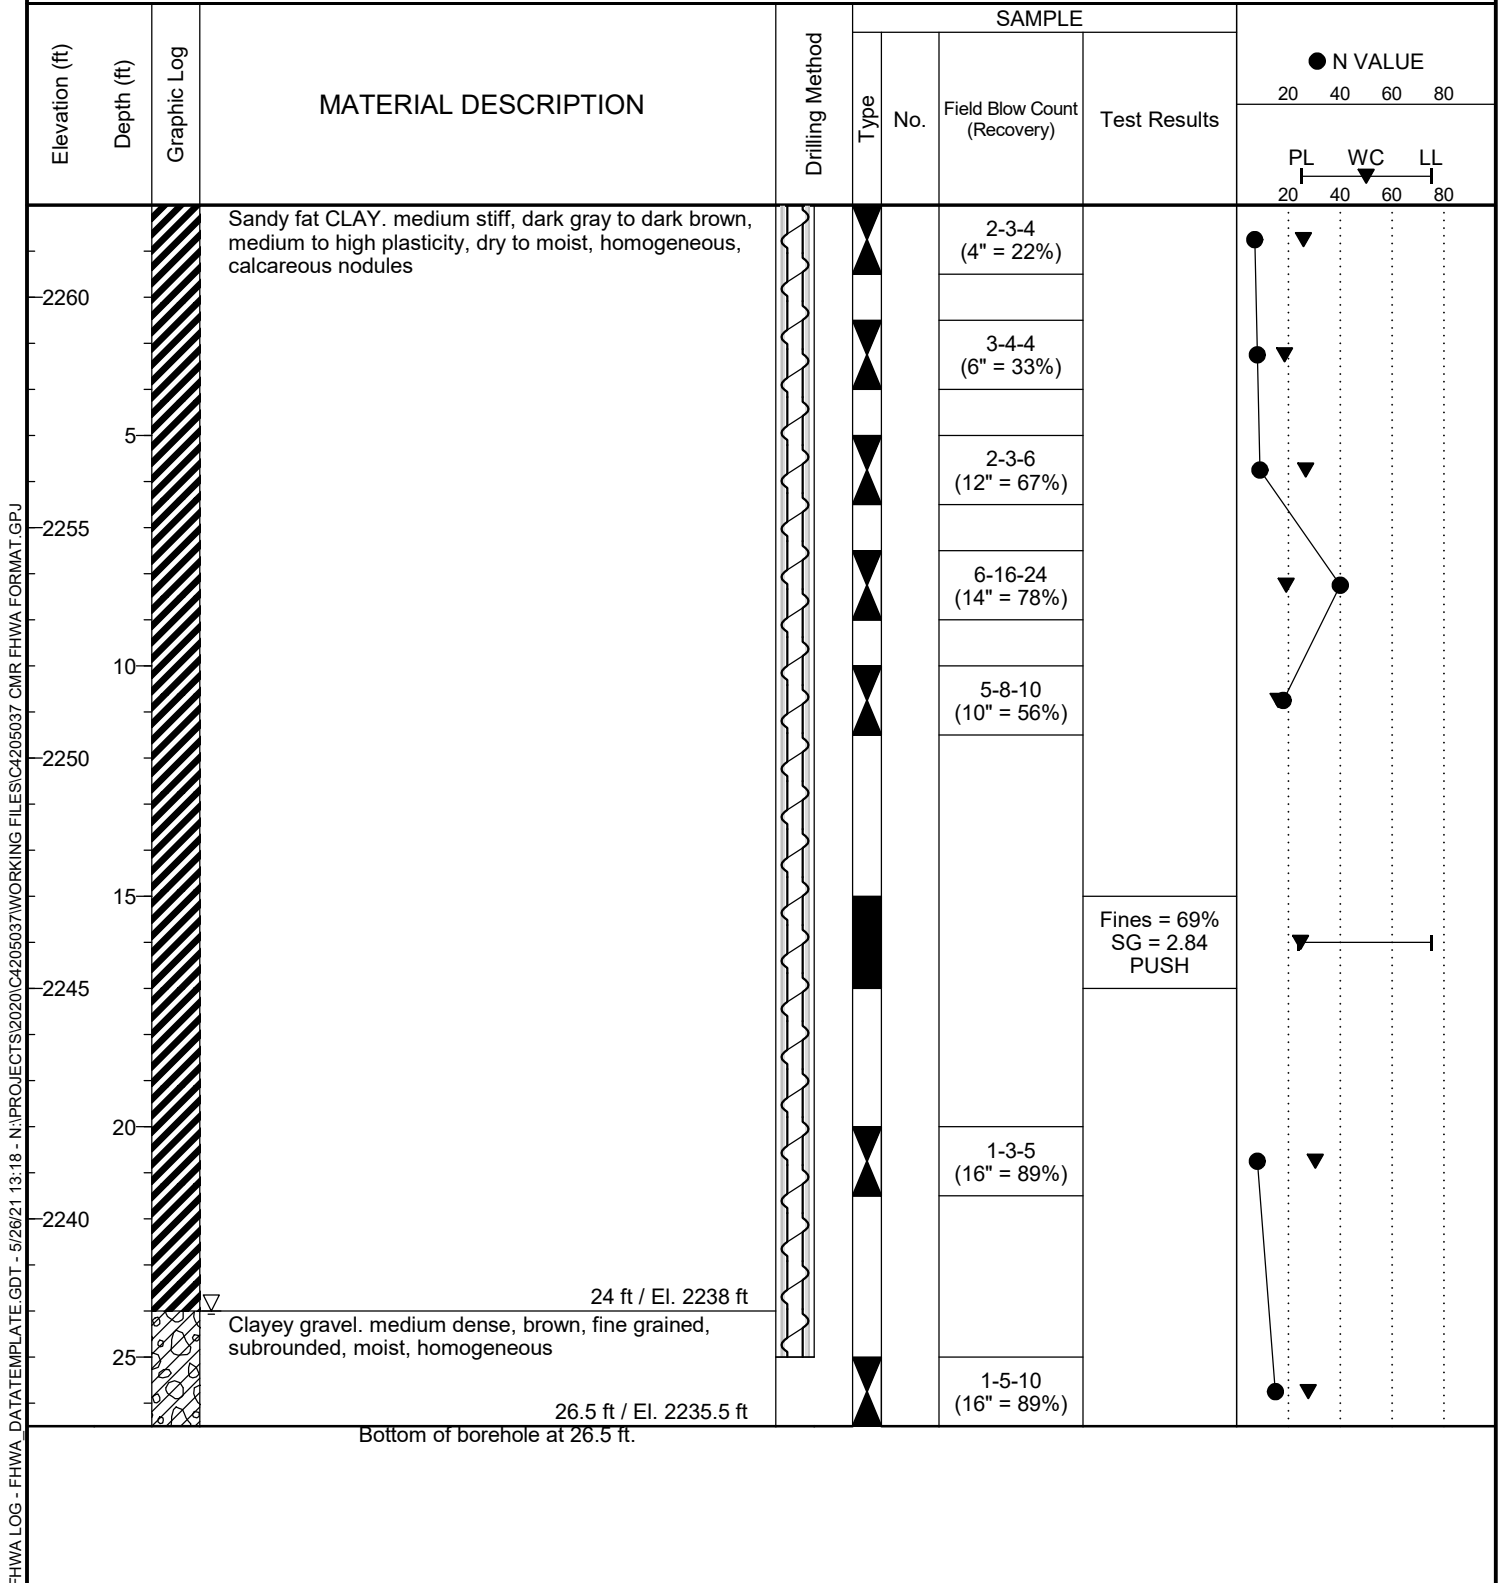 SAMPLE
Elevation (ft)
Depth (ft)
Graphic Log
MATERIAL DESCRIPTION
Drilling Method
Type
No.
Field Blow Count
(Recovery)
Test Results
N VALUE
20 40 60 80
PL WC LL
20 40 60 80
Sandy fat CLAY. medium stiff, dark gray to dark brown,
medium to high plasticity, dry to moist, homogeneous,
calcareous nodules
2-3-4
(4" = 22%)
2260
3-4-4
(6" = 33%)
5
2-3-6
(12" = 67%)
2255
6-16-24
(14" = 78%)
10
5-8-10
(10" = 56%)
2250
15
Fines = 69%
SG = 2.84
PUSH
2245
20
1-3-5
(16" = 89%)
2240
24 ft / El. 2238 ft
Clayey gravel. medium dense, brown, fine grained,
subrounded, moist, homogeneous
25
1-5-10
(16" = 89%)
26.5 ft / El. 2235.5 ft
Bottom of borehole at 26.5 ft.
FHWA LOG - FHWA_DATATEMPLATE.GDT - 5/26/21 13:18 - N:\PROJECTS\2020\C4205037\WORKING FILES\C4205037 CMR FHWA FORMAT.GPJ